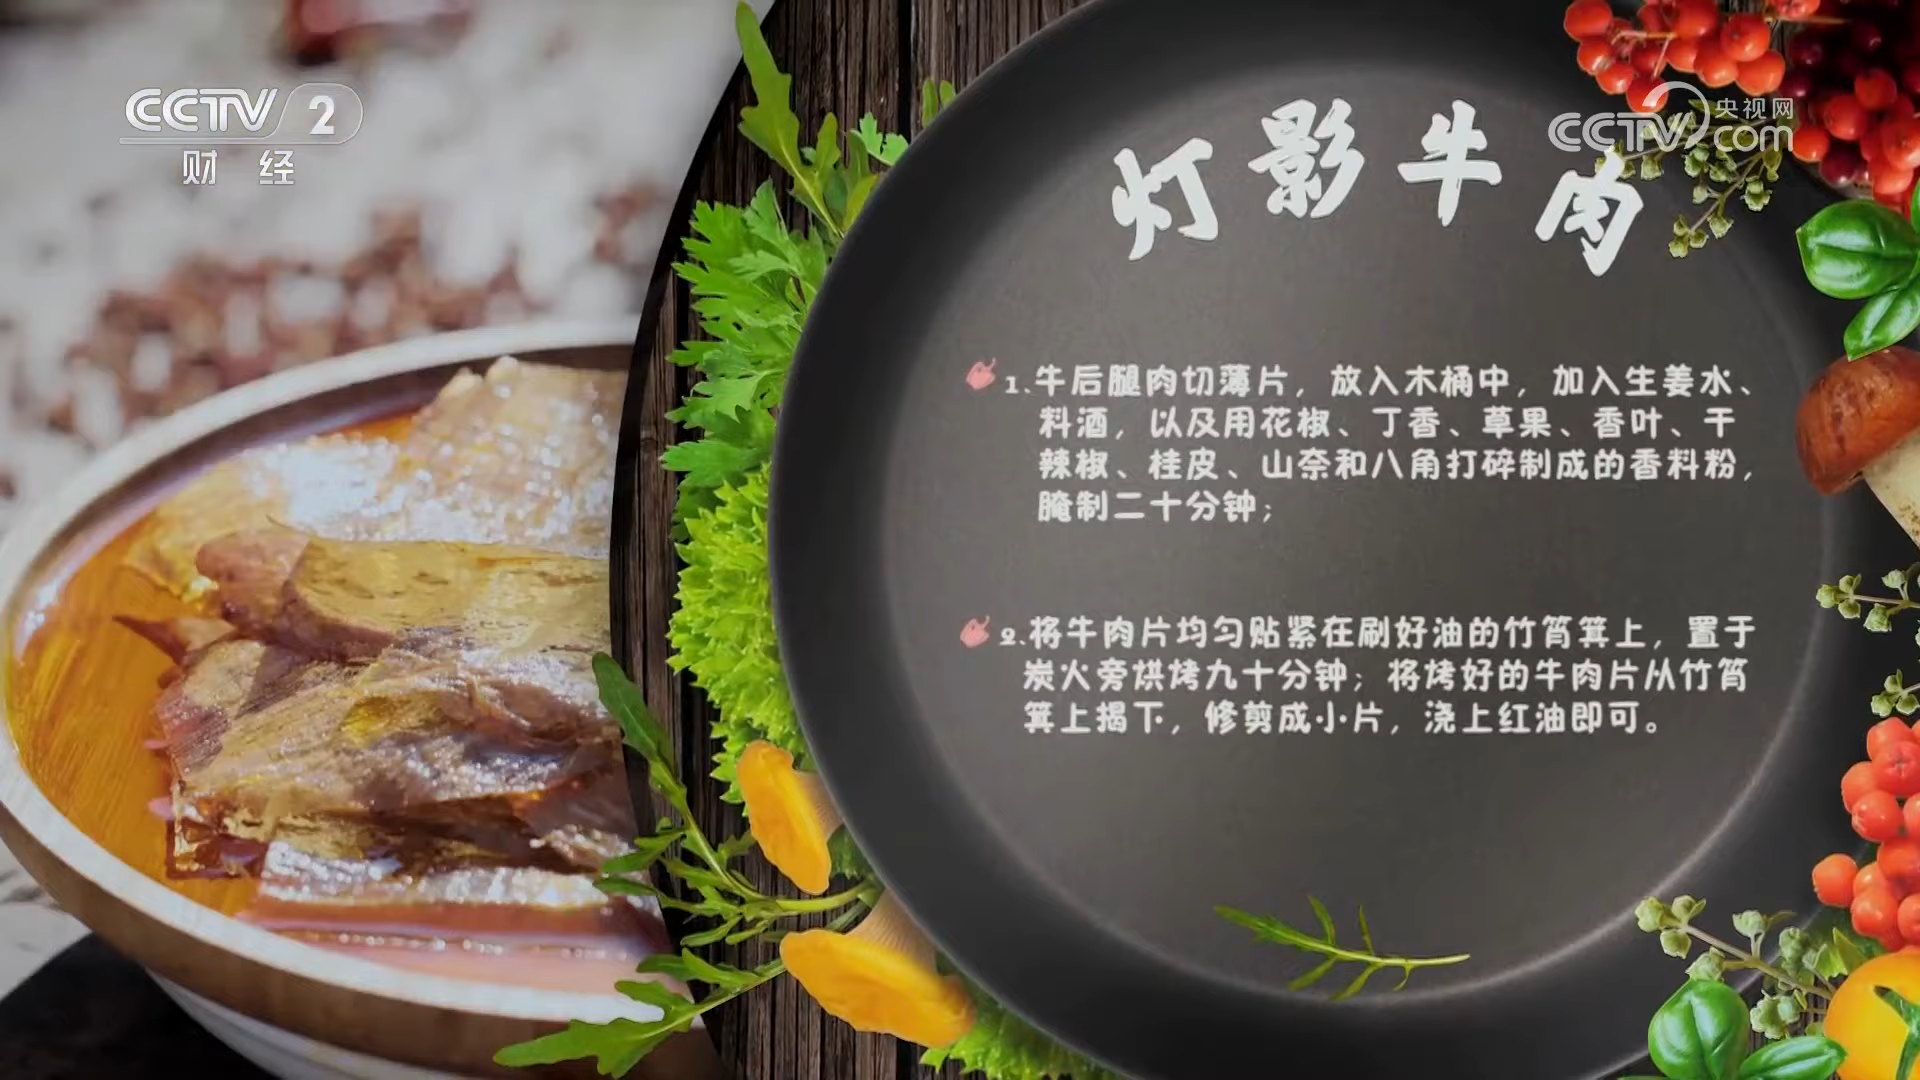 CCTV 2
财 经
央视网
CCTV.com
灯影牛肉
1.牛后腿肉切薄片，放入木桶中，加入生姜水、
料酒，以及用花椒、丁香、草果、香叶、干
辣椒、桂皮、山奈和八角打碎制成的香料粉，
腌制二十分钟；
2.将牛肉片均匀贴紧在刷好油的竹筲箕上，置于
炭火旁烘烤九十分钟；将烤好的牛肉片从竹筲
箕上揭下，修剪成小片，浇上红油即可。